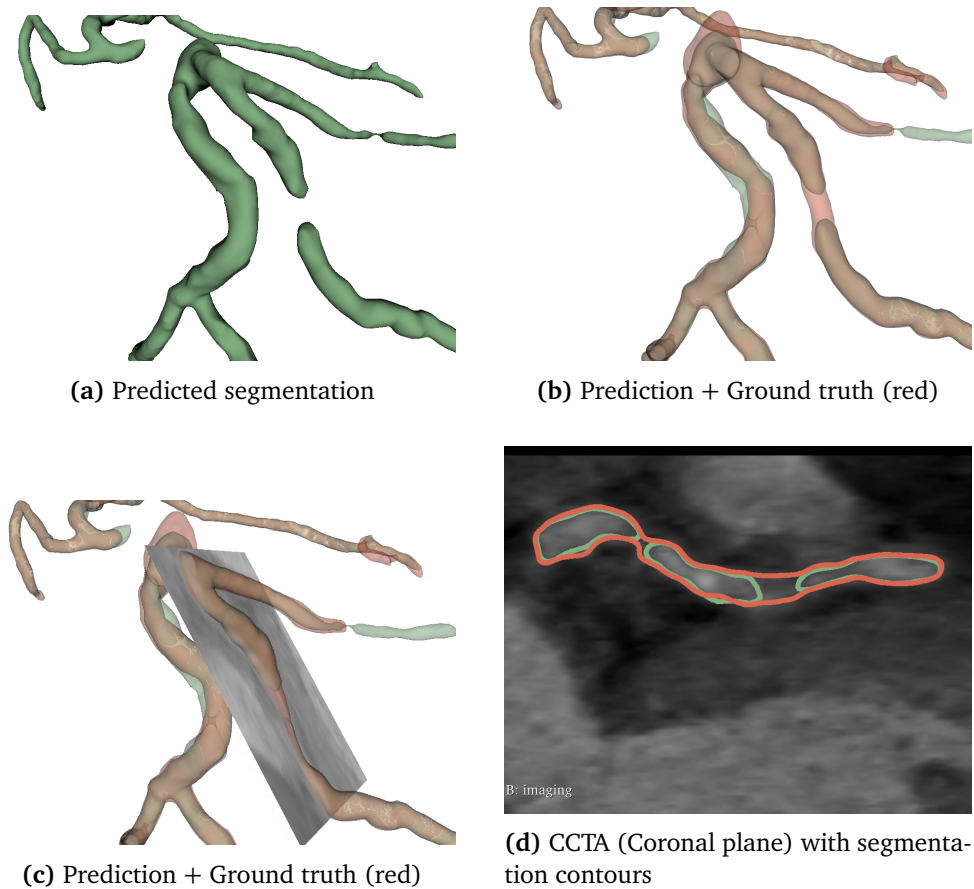 (a) Predicted segmentation
(b) Prediction + Ground truth (red)
(c) Prediction + Ground truth (red)
B: imaging
(d) CCTA (Coronal plane) with segmenta-
tion contours